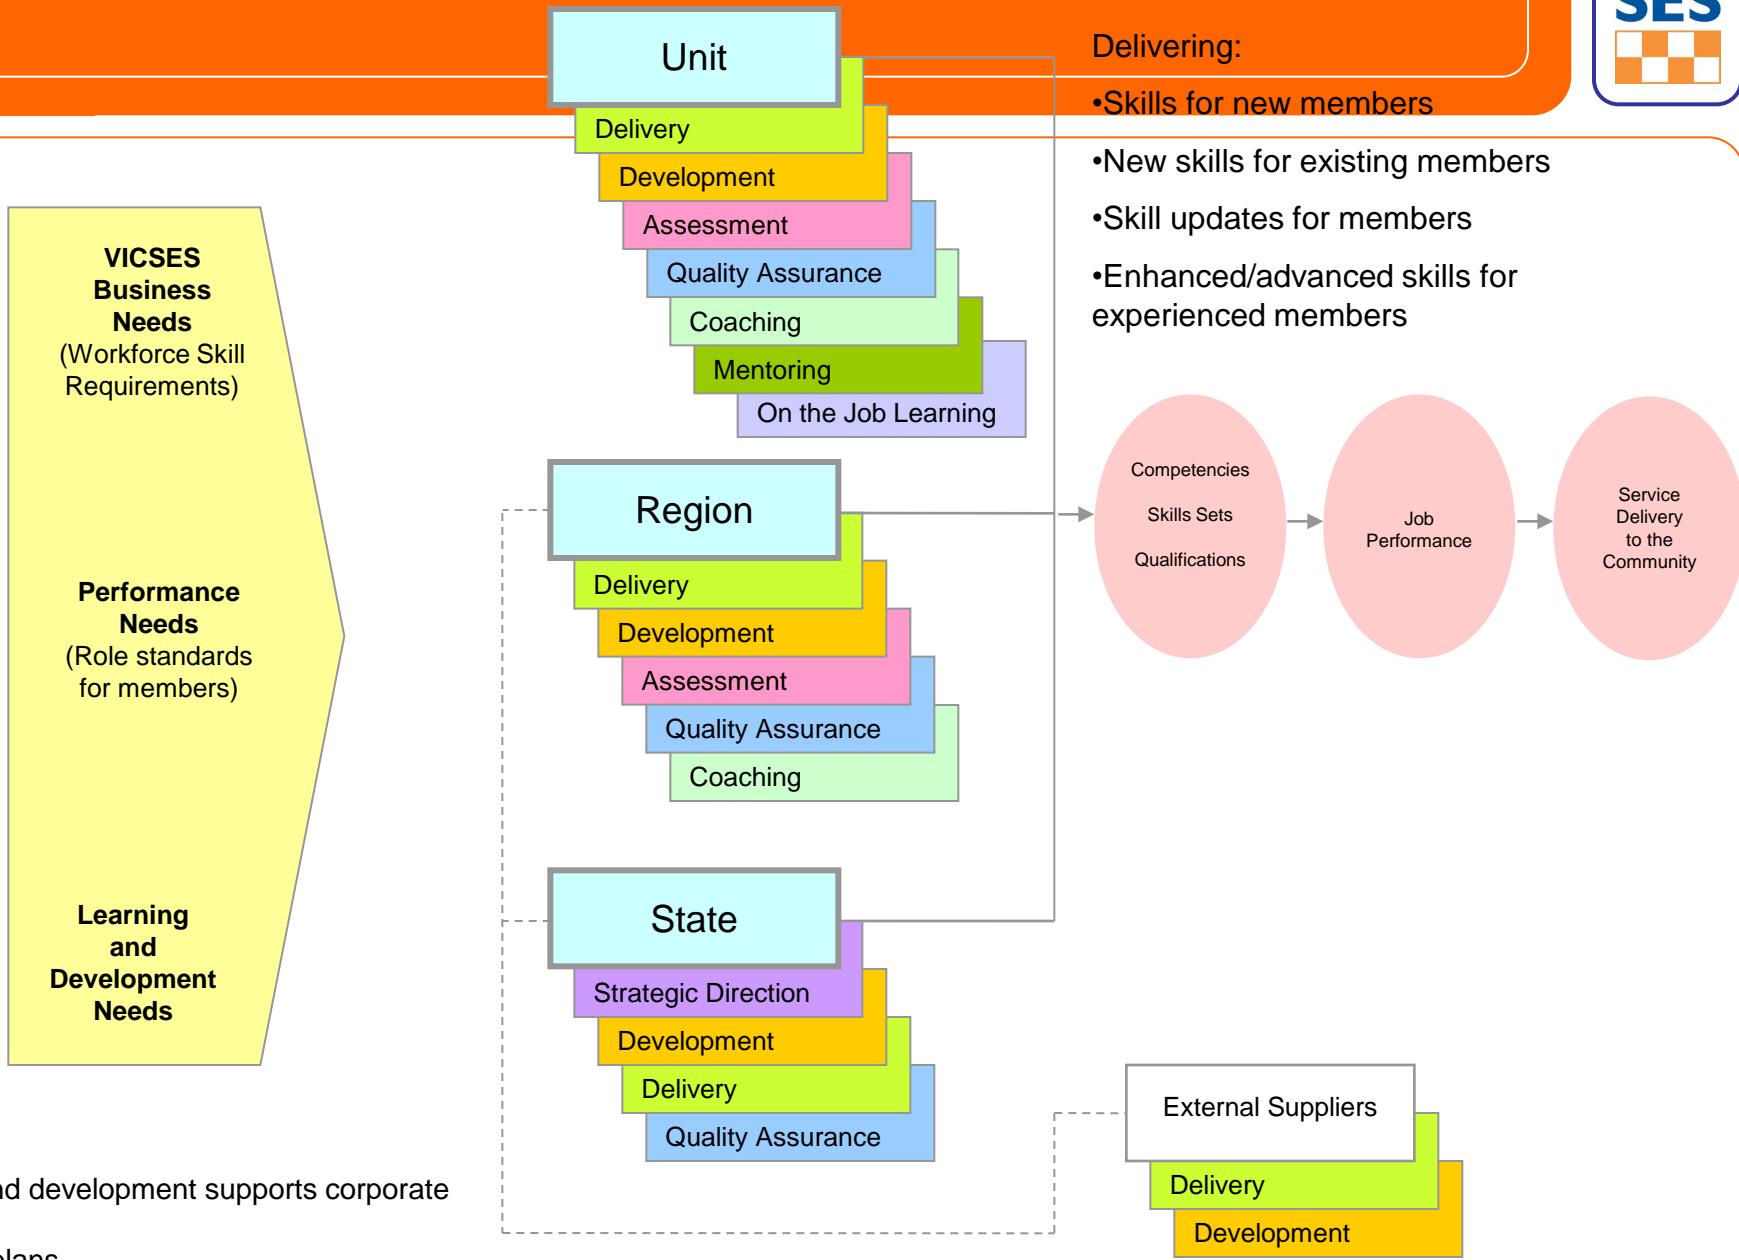 SES
Unit
Delivery
Development
Assessment
Quality Assurance
Coaching
Mentoring
On the Job Learning
Delivering:
•Skills for new members
•New skills for existing members
•Skill updates for members
•Enhanced/advanced skills for
experienced members
VICSES
Business
Needs
(Workforce Skill
Requirements)
Performance
Needs
(Role standards
for members)
Learning
and
Development
Needs
Region
Delivery
Development
Assessment
Quality Assurance
Coaching
Competencies
Skills Sets
Qualifications
Job
Performance
Service
Delivery
to the
Community
State
Strategic Direction
Development
Delivery
Quality Assurance
External Suppliers
Delivery
Development
development supports corporate